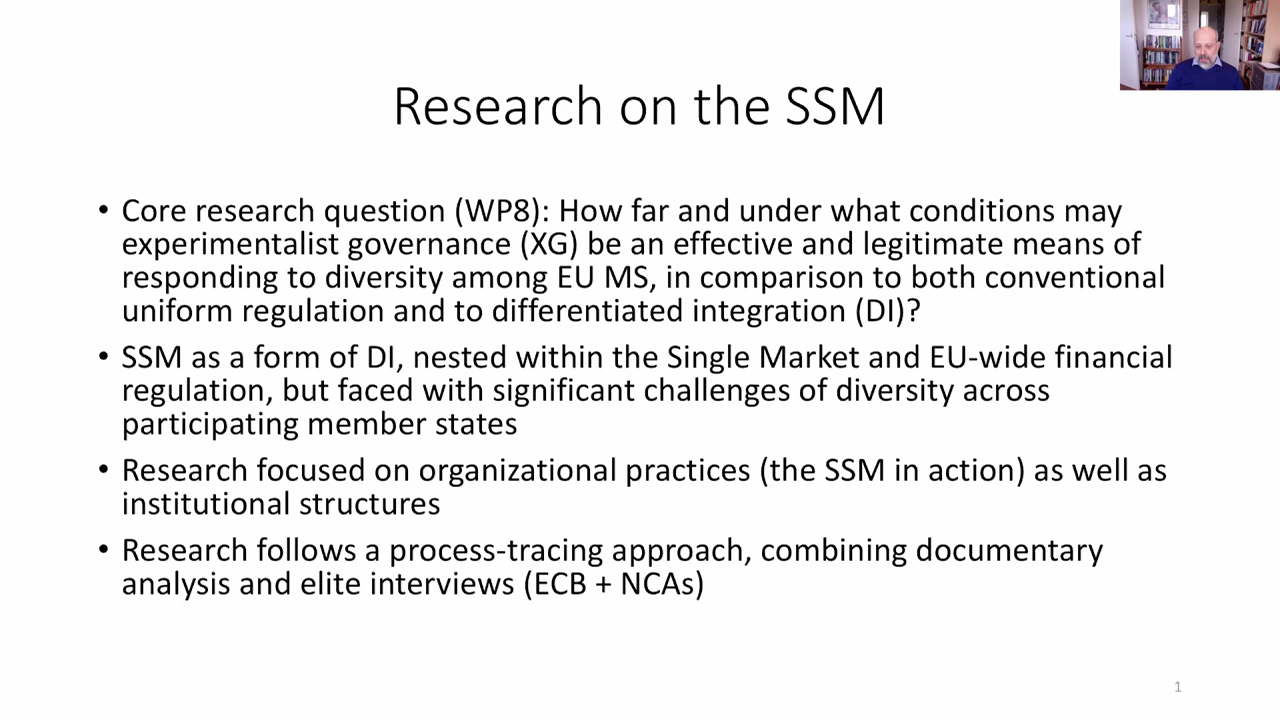 Research on the SSM
• Core research question (WP8): How far and under what conditions may
experimentalist governance (XG) be an effective and legitimate means of
responding to diversity among EU MS, in comparison to both conventional
uniform regulation and to differentiated integration (DI)?
• SSM as a form of DI, nested within the Single Market and EU-wide financial
regulation, but faced with significant challenges of diversity across
participating member states
• Research focused on organizational practices (the SSM in action) as well as
institutional structures
• Research follows a process-tracing approach, combining documentary
analysis and elite interviews (ECB + NCAs)
1